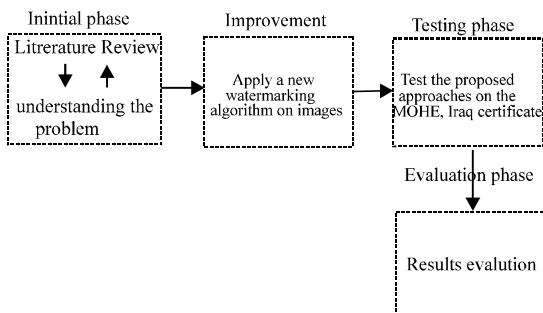 Inintial phase
Litrerature Review
understanding the
problem
Improvement
Apply a new
watermarking
algorithm on images
Testing phase
Test the proposed
approaches on the
MOHE, Iraq certificate
Evaluation phase
Results evalution